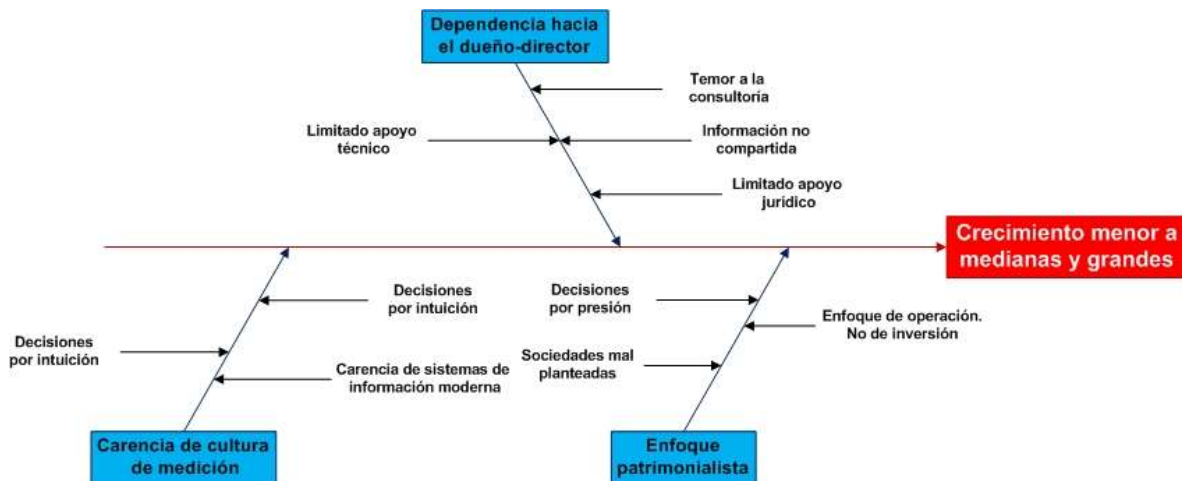 Dependencia hacia
el dueño-director
Temor a la
consultoría
Limitado apoyo
técnico
Información no
compartida
Limitado apoyo
jurídico
Crecimiento menor a
medianas y grandes
Decisiones
por intuición
Decisiones
por presión
Enfoque de operación.
No de inversión
Decisiones
por intuición
Sociedades mal
planteadas
Carencia de sistemas de
información moderna
Carencia de cultura
de medición
Enfoque
patrimonialista